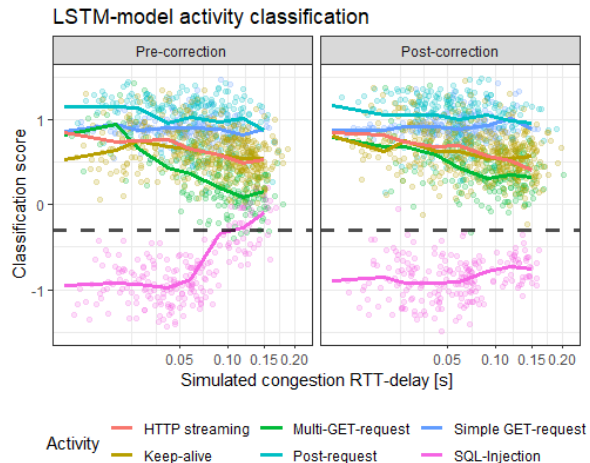 LSTM-model activity classification
Pre-correction Post-correction
Classification score
1
0
-1
0.05 0.10 0.15 0.20 0.05 0.10 0.15 0.20
Simulated congestion RTT-delay [s]
Activity
HTTP streaming Multi-GET-request Simple GET-request
Keep-alive Post-request SQL-Injection